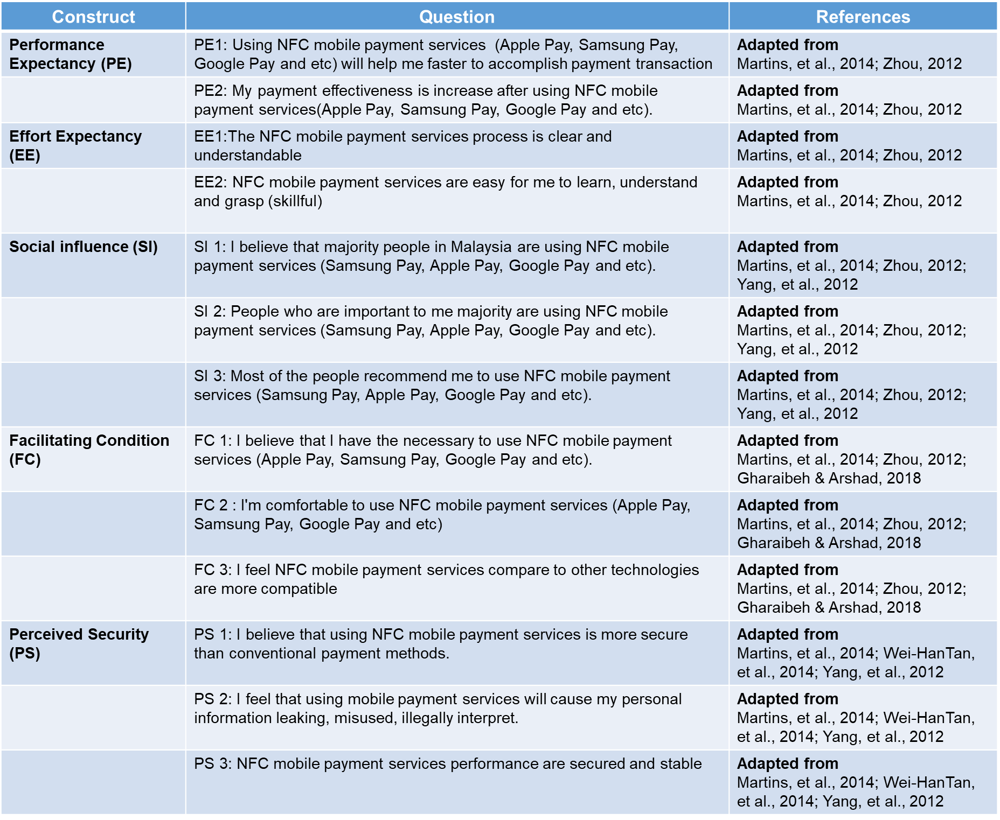 Construct Question References
Performance Expectancy (PE)
PE1: Using NFC mobile payment services  (Apple Pay, Samsung Pay,
Google Pay and etc) will help me faster to accomplish payment transaction
Adapted from
Martins, et al., 2014; Zhou, 2012
PE2: My payment effectiveness is increase after using NFC mobile
payment services(Apple Pay, Samsung Pay, Google Pay and etc).
Adapted from
Martins, et al., 2014; Zhou, 2012
Effort Expectancy
(EE)
EE1:The NFC mobile payment services process is clear and
understandable
Adapted from
Martins, et al., 2014; Zhou, 2012
EE2: NFC mobile payment services are easy for me to learn, understand
and grasp (skillful)
Adapted from
Martins, et al., 2014; Zhou, 2012
Social influence (SI)
SI 1: I believe that majority people in Malaysia are using NFC mobile
payment services (Samsung Pay, Apple Pay, Google Pay and etc).
Adapted from
Martins, et al., 2014; Zhou, 2012;
Yang, et al., 2012
SI 2: People who are important to me majority are using NFC mobile
payment services (Samsung Pay, Apple Pay, Google Pay and etc).
Adapted from
Martins, et al., 2014; Zhou, 2012;
Yang, et al., 2012
SI 3: Most of the people recommend me to use NFC mobile payment
services (Samsung Pay, Apple Pay, Google Pay and etc).
Adapted from
Martins, et al., 2014; Zhou, 2012;
Yang, et al., 2012
Facilitating Condition
(FC)
FC 1: I believe that I have the necessary to use NFC mobile payment
services (Apple Pay, Samsung Pay, Google Pay and etc).
Adapted from
Martins, et al., 2014; Zhou, 2012;
Gharaibeh & Arshad, 2018
FC 2 : I'm comfortable to use NFC mobile payment services (Apple Pay,
Samsung Pay, Google Pay and etc)
Adapted from
Martins, et al., 2014; Zhou, 2012;
Gharaibeh & Arshad, 2018
FC 3: I feel NFC mobile payment services compare to other technologies
are more compatible
Adapted from
Martins, et al., 2014; Zhou, 2012;
Gharaibeh & Arshad, 2018
Perceived Security
(PS)
PS 1: I believe that using NFC mobile payment services is more secure
than conventional payment methods.
Adapted from
Martins, et al., 2014; Wei-HanTan,
et al., 2014; Yang, et al., 2012
PS 2: I feel that using mobile payment services will cause my personal
information leaking, misused, illegally interpret.
Adapted from
Martins, et al., 2014; Wei-HanTan,
et al., 2014; Yang, et al., 2012
PS 3: NFC mobile payment services performance are secured and stable
Adapted from
Martins, et al., 2014; Wei-HanTan,
et al., 2014; Yang, et al., 2012